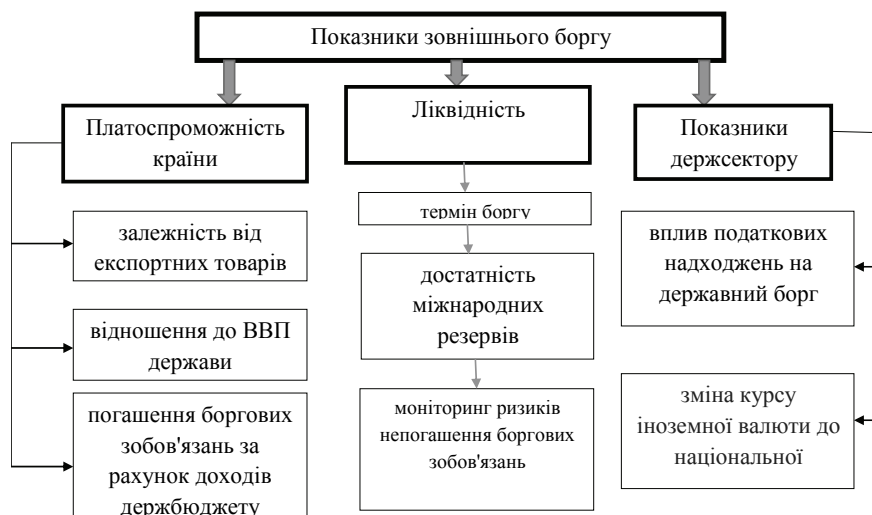 Показники зовнішнього боргу
Платоспроможність
країни
залежність від
експортних товарів
відношення до ВВП
держави
погашення боргових
зобов'язань за
рахунок доходів
держбюджету
Ліквідність
термін боргу
достатність
міжнародних
резервів
моніторинг ризиків
непогашення боргових
зобов'язань
Показники
держсектору
вплив податкових
надходжень на
державний борг
зміна курсу
іноземної валюти до
національної